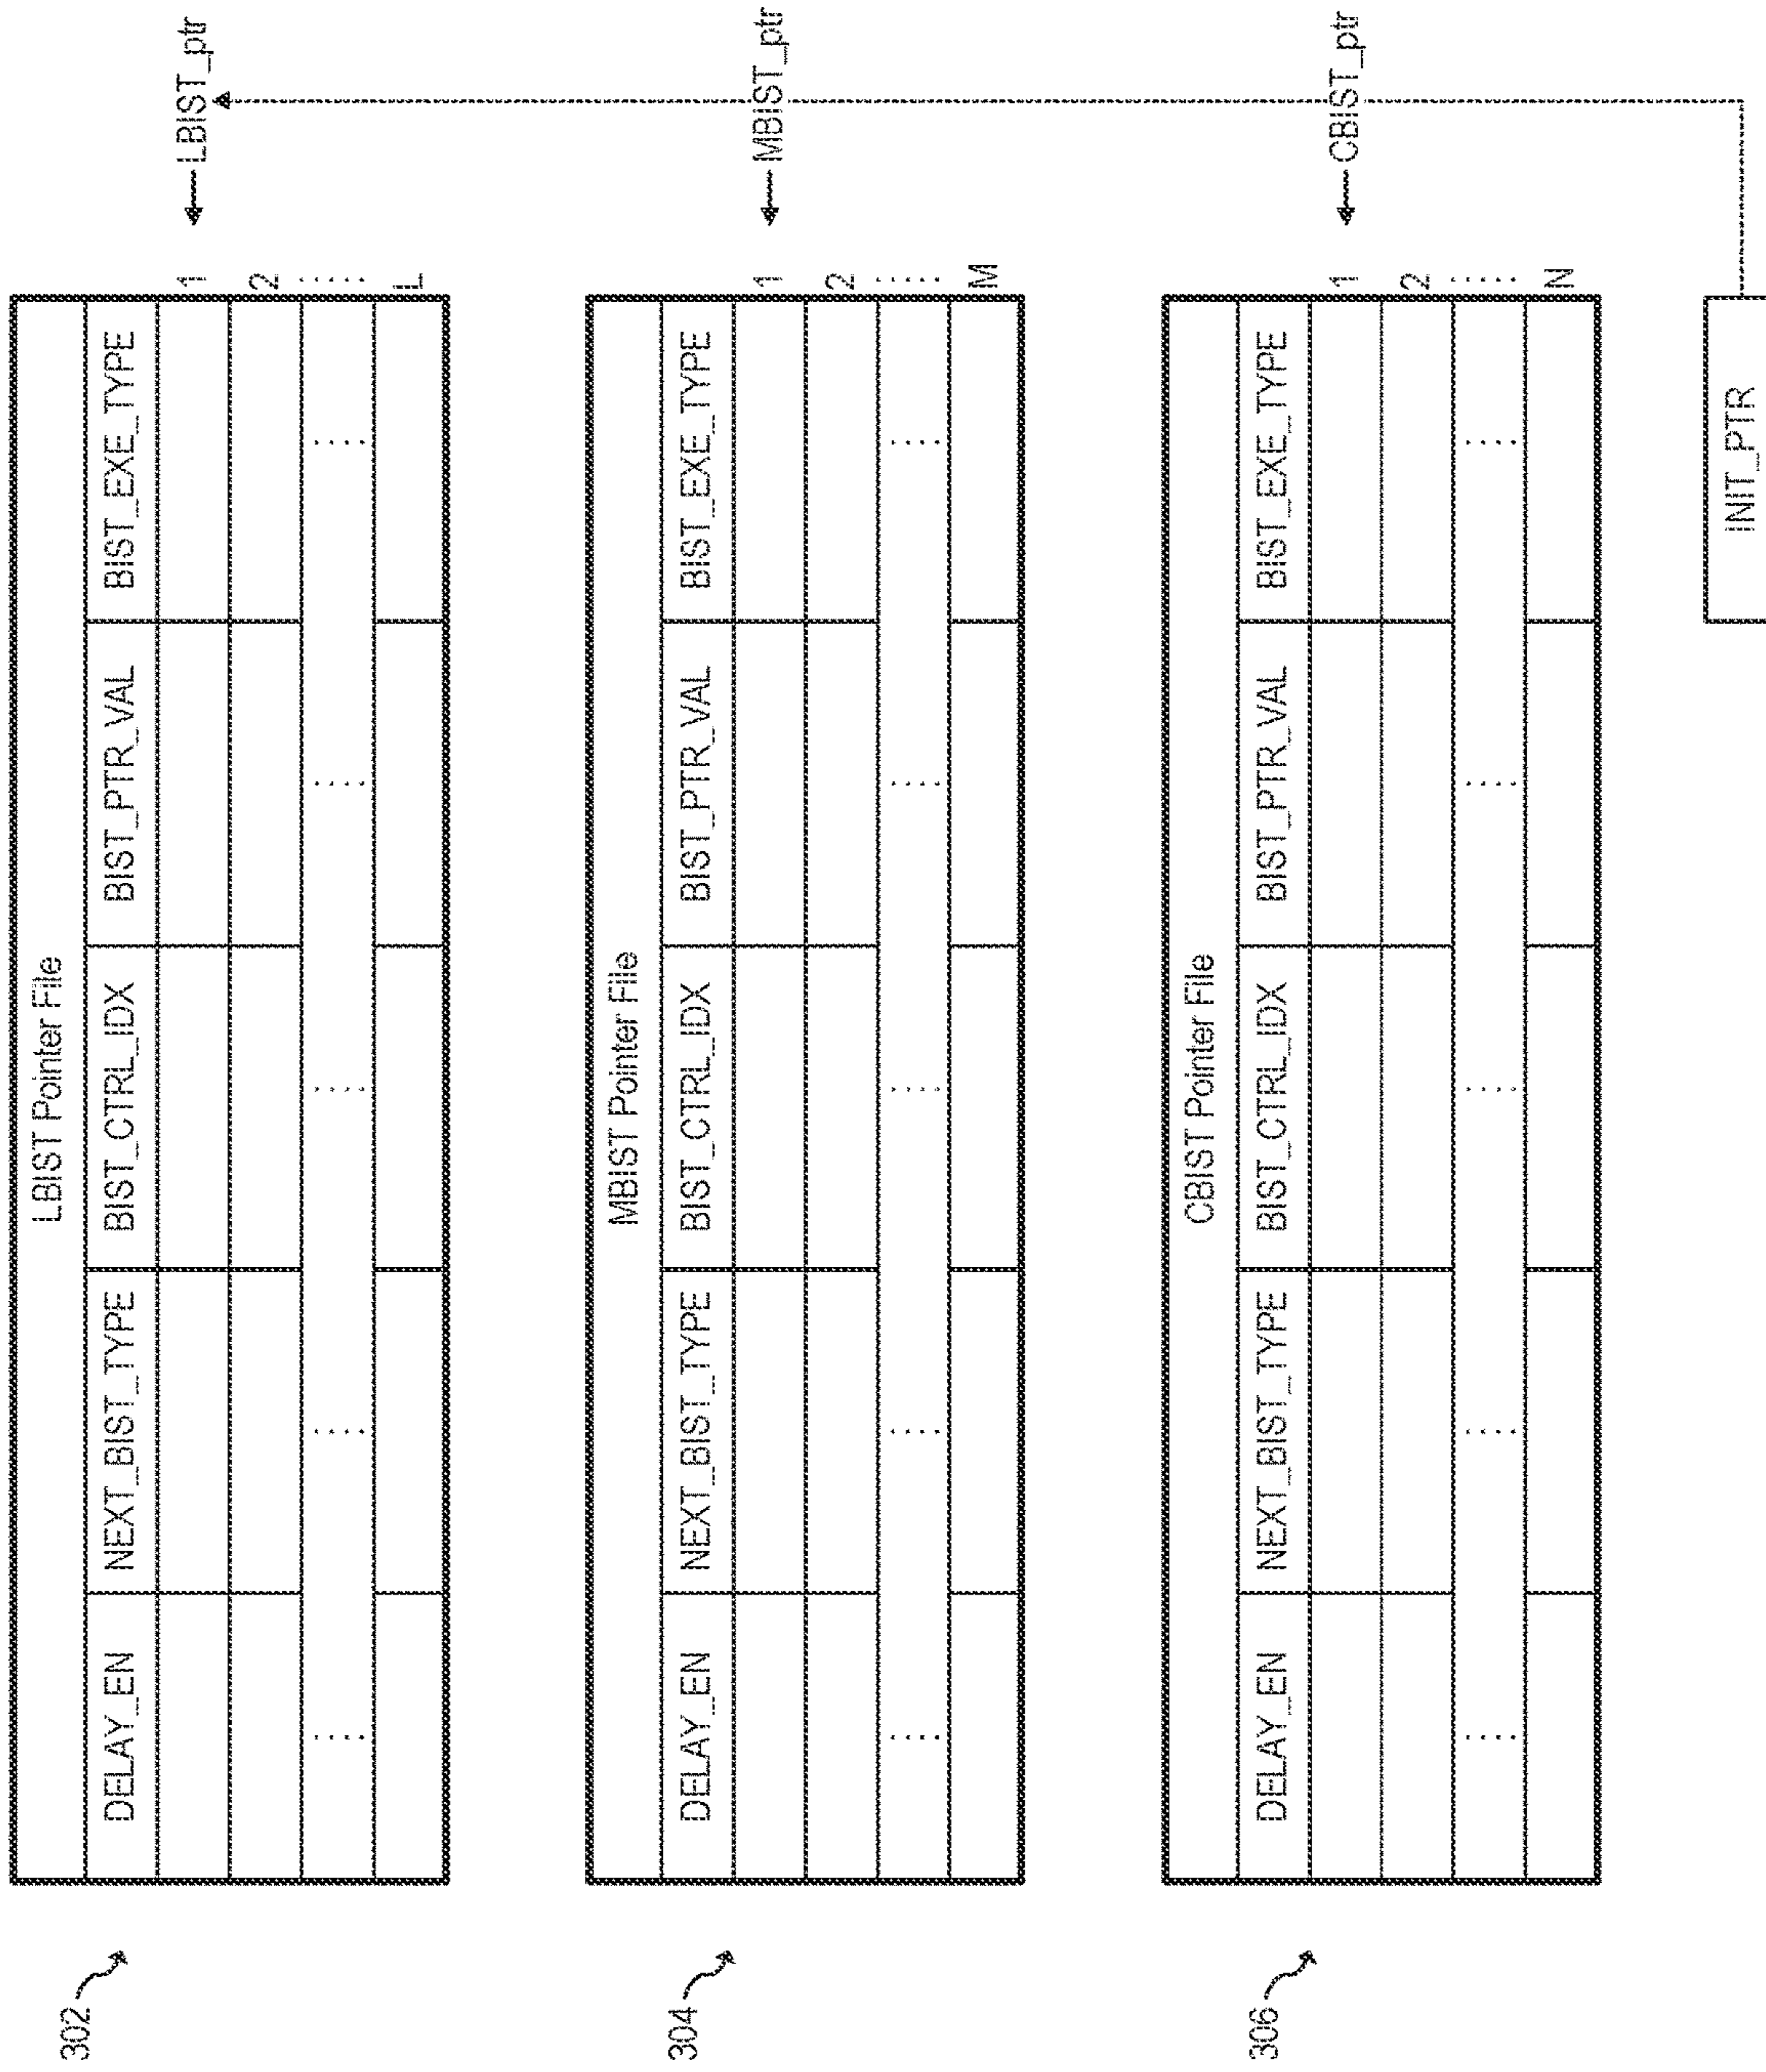 302
LBIST Pointer File
DELAY_EN NEXT_BIST_TYPE BIST_CTRL_IDX BIST_PTR_VAL BIST_EXE_TYPE
1 LBIST_ptr
2
..... ..... ..... ..... ..... .....
L
304
MBIST Pointer File
DELAY_EN NEXT_BIST_TYPE BIST_CTRL_IDX BIST_PTR_VAL BIST_EXE_TYPE
1 MBIST_ptr
2
..... ..... ..... ..... ..... .....
M
306
CBIST Pointer File
DELAY_EN NEXT_BIST_TYPE BIST_CTRL_IDX BIST_PTR_VAL BIST_EXE_TYPE
1 CBIST_ptr
2
..... ..... ..... ..... ..... .....
N
INIT_PTR